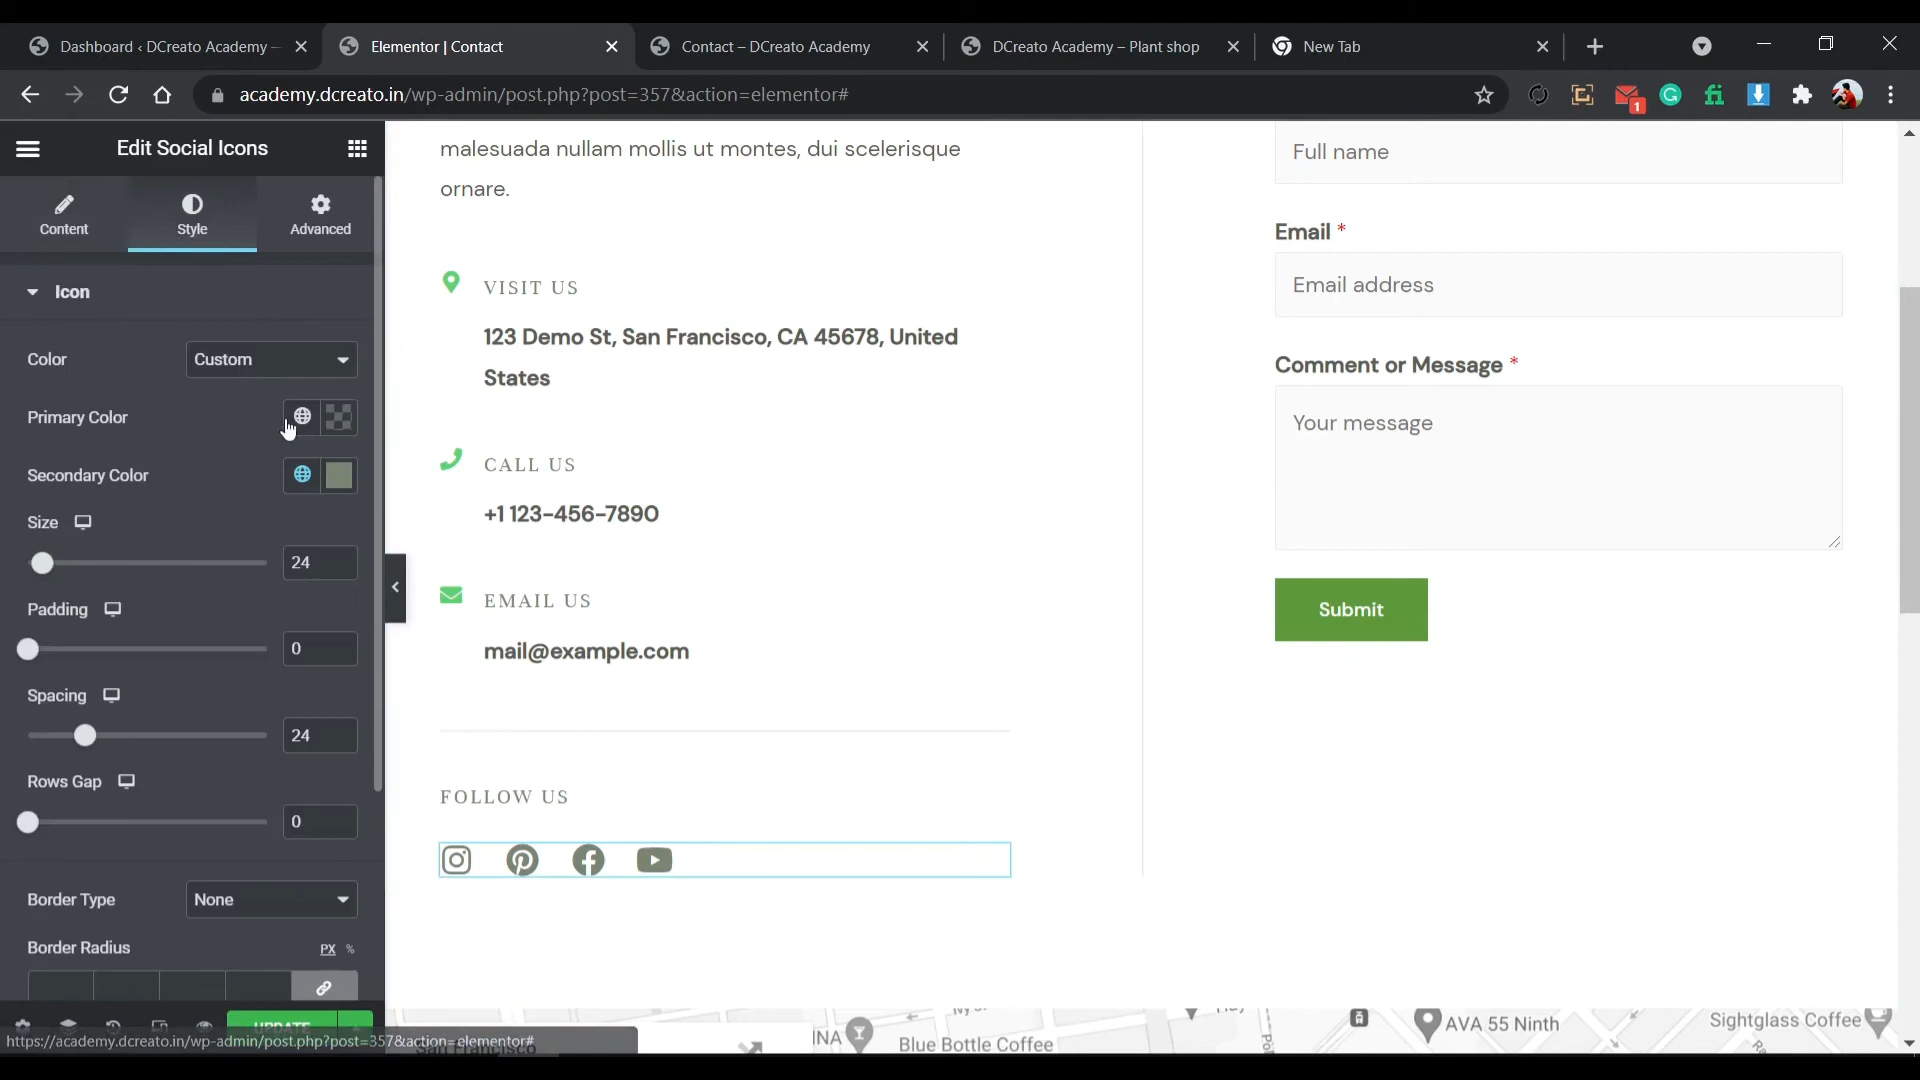 Dashboard ‹ DCreato Academy –
Elementor | Contact
Contact – DCreato Academy
DCreato Academy – Plant shop
New Tab
academy.dcreato.in/wp-admin/post.php?post=357&action=elementor#
1
Edit Social Icons
Content
Style
Advanced
Icon
Color
Custom
Primary Color
Secondary Color
Size
24
Padding
0
Spacing
24
Rows Gap
0
Border Type
None
Border Radius
PX %
UPDATE
https://academy.dcreato.in/wp-admin/post.php?post=357&action=elementor#
malesuada nullam mollis ut montes, dui scelerisque
ornare.
VISIT US
123 Demo St, San Francisco, CA 45678, United
States
CALL US
+1 123-456-7890
EMAIL US
mail@example.com
FOLLOW US
Full name
Email *
Email address
Comment or Message *
Your message
Submit
San Francisco
Blue Bottle Coffee
AVA 55 Ninth
Sightglass Coffee